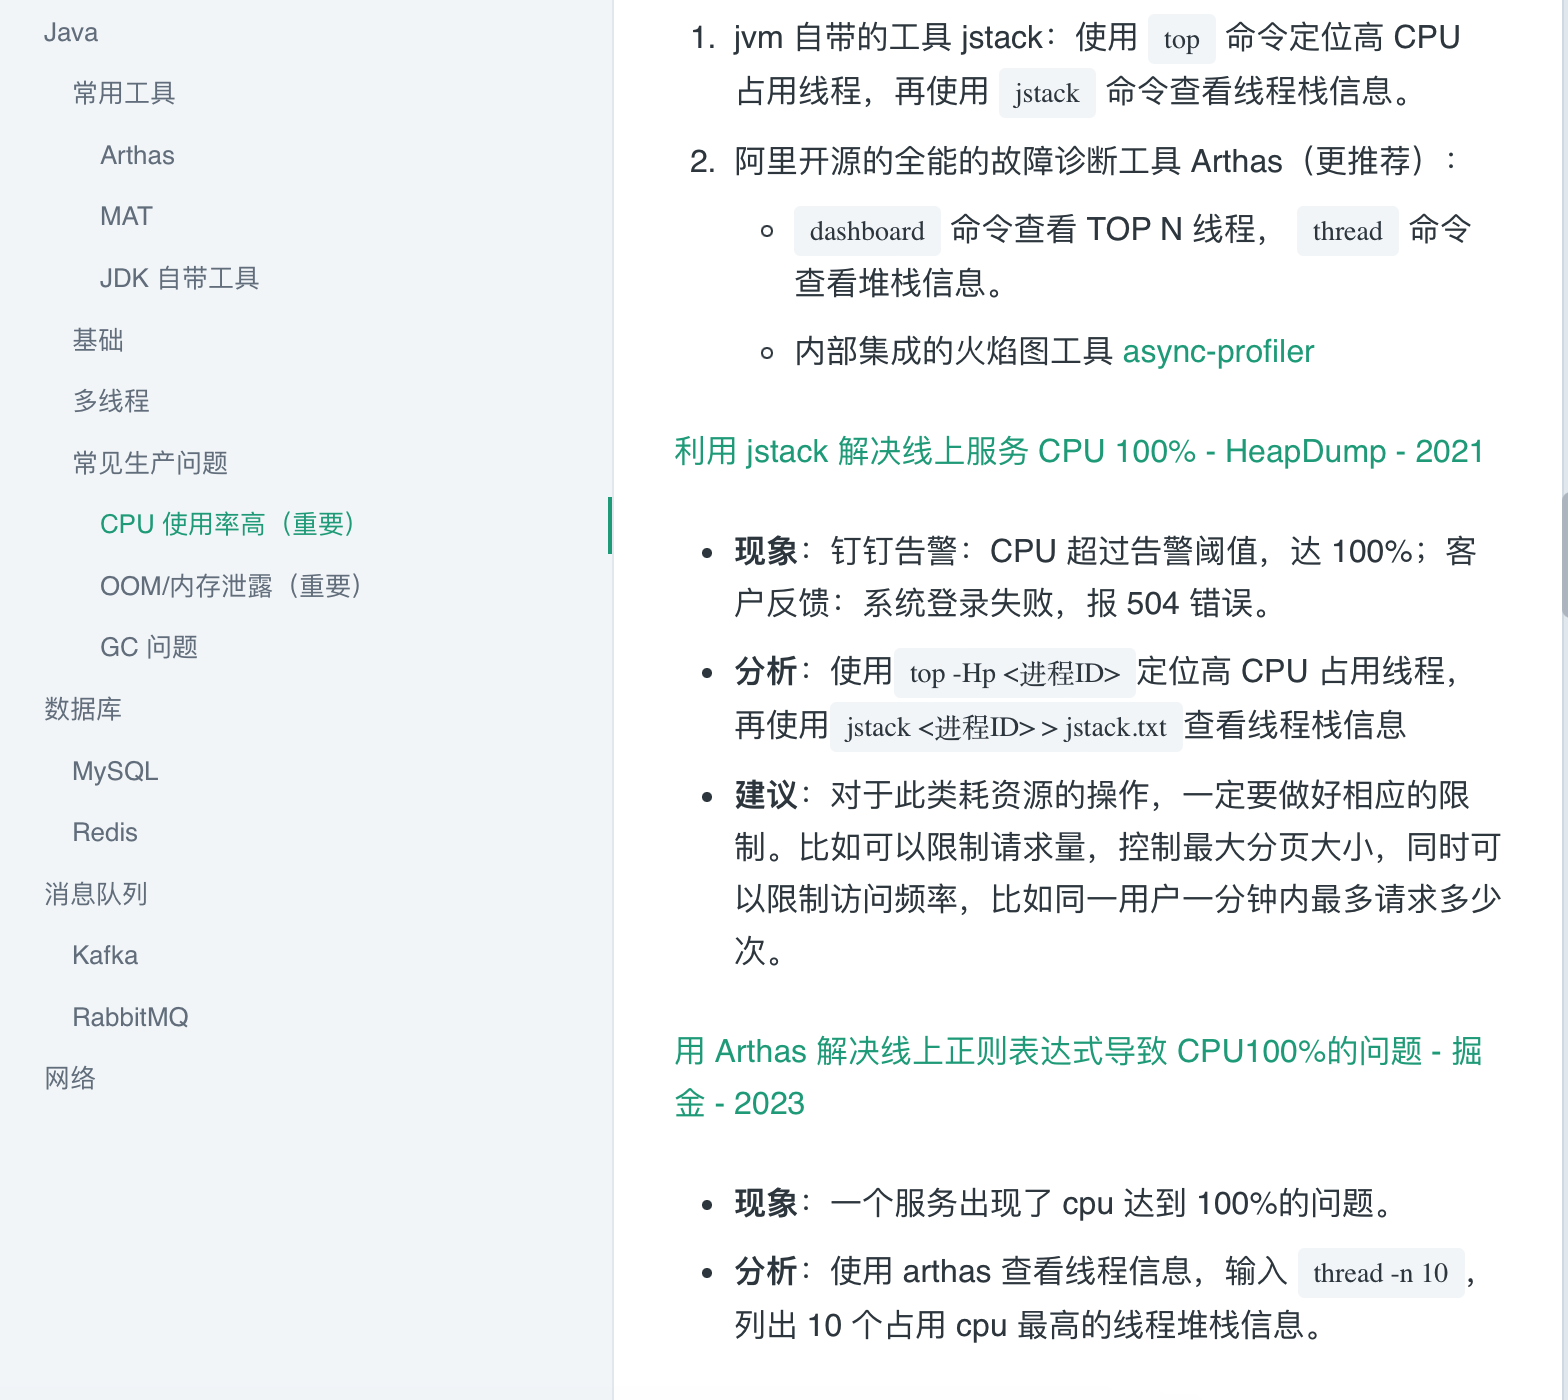 Java
常用工具
Arthas
MAT
JDK 自带工具
基础
多线程
常见生产问题
CPU 使用率高（重要）
OOM/内存泄露（重要）
GC 问题
数据库
MySQL
Redis
消息队列
Kafka
RabbitMQ
网络
1. jvm 自带的工具 jstack：使用 top 命令定位高 CPU
占用线程，再使用 jstack 命令查看线程栈信息。
2. 阿里开源的全能的故障诊断工具 Arthas（更推荐）：
dashboard 命令查看 TOP N 线程， thread 命令
查看堆栈信息。
内部集成的火焰图工具 async-profiler
利用 jstack 解决线上服务 CPU 100% - HeapDump - 2021
现象：钉钉告警：CPU 超过告警阈值，达 100%；客
户反馈：系统登录失败，报 504 错误。
分析：使用 top -Hp <进程ID> 定位高 CPU 占用线程，
再使用 jstack <进程ID> > jstack.txt 查看线程栈信息
建议：对于此类耗资源的操作，一定要做好相应的限
制。比如可以限制请求量，控制最大分页大小，同时可
以限制访问频率，比如同一用户一分钟内最多请求多少
次。
用 Arthas 解决线上正则表达式导致 CPU100%的问题 - 掘
金 - 2023
现象：一个服务出现了 cpu 达到 100%的问题。
分析：使用 arthas 查看线程信息，输入 thread -n 10 ，
列出 10 个占用 cpu 最高的线程堆栈信息。